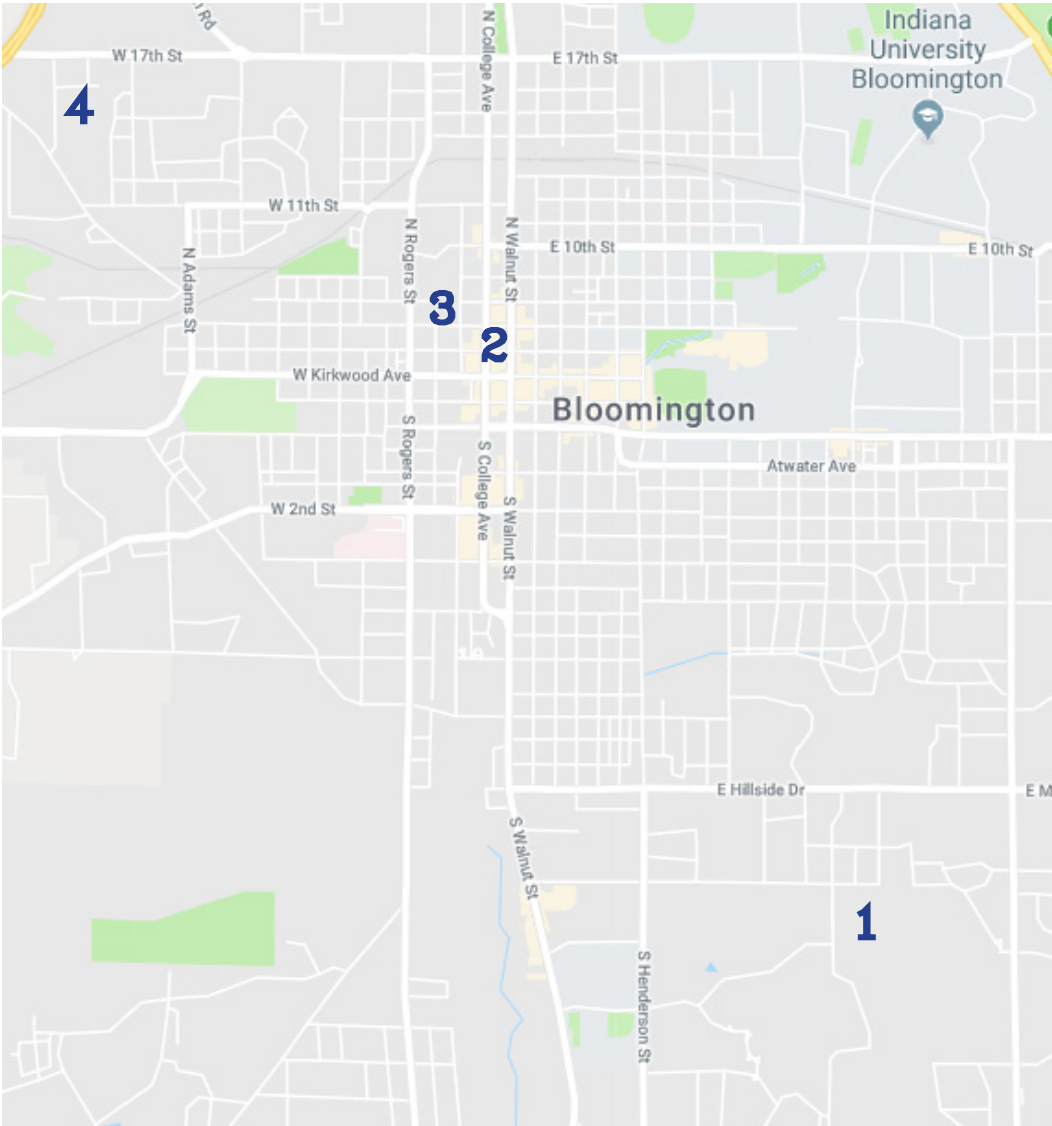 n Rd
W 17th St
N College Ave
E 17th St
Indiana
University
Bloomington
4
W 11th St
N Rogers St
N Walnut St
E 10th St
E 10th St
N Adams St
3
2
W Kirkwood Ave
Bloomington
S Rogers St
S College Ave
Atwater Ave
W 2nd St
S Walnut St
E Hillside Dr
E M
S Walnut St
1
S Henderson St